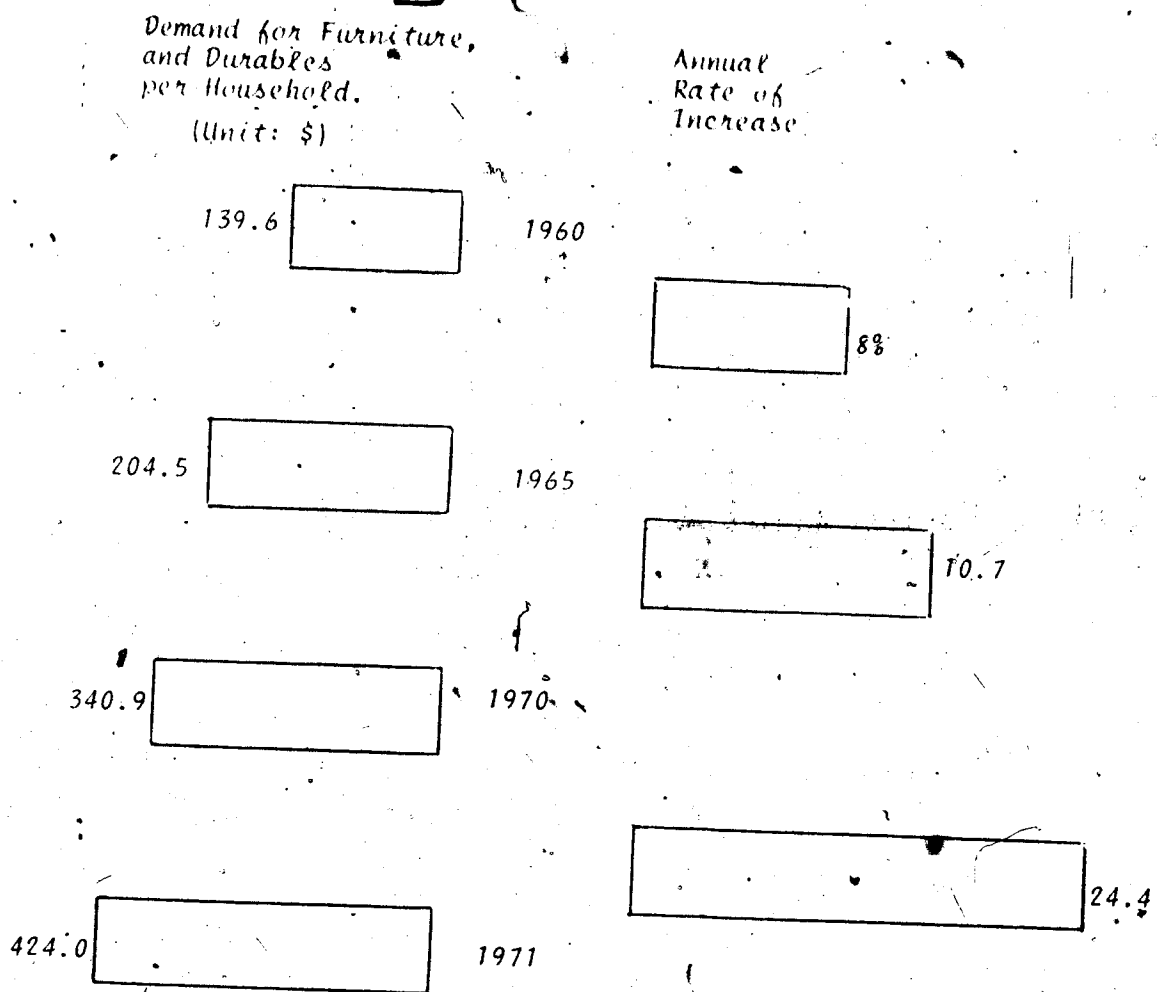 Demand for Furniture,
and Durables
per Household.
(Unit: $)
Annual
Rate of
Increase
139.6
1960
8%
204.5
1965
10.7
340.9
1970
24.4
424.0
1971